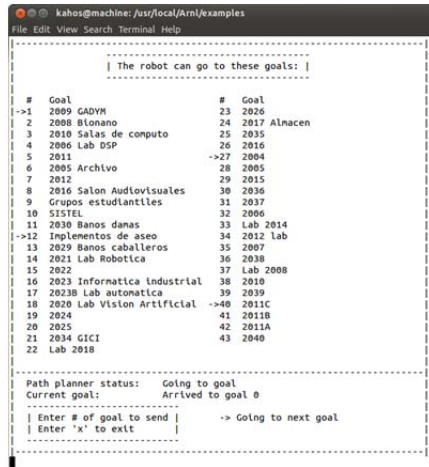 kahos@machine: /usr/local/Arnl/examples
File Edit View Search Terminal Help
| The robot can go to these goals: |
# Goal # Goal
->1 2009 GADYM 23 2026
2 2008 Bionano 24 2017 Almacen
3 2010 Salas de computo 25 2035
4 2006 Lab DSP 26 2016
5 2011 ->27 2004
6 2005 Archivo 28 2005
7 2012 29 2015
8 2016 Salon Audiovisuales 30 2036
9 Grupos estudiantiles 31 2037
10 SISTEL 32 2006
11 2030 Banos damas 33 Lab 2014
->12 Implementos de aseo 34 2012 lab
13 2029 Banos caballeros 35 2007
14 2021 Lab Robotica 36 2038
15 2022 37 Lab 2008
16 2023 Informatica industrial 38 2010
17 2023B Lab automatica 39 2039
18 2020 Lab Vision Artificial ->40 2011C
19 2024 41 2011B
20 2025 42 2011A
21 2034 GICI 43 2040
22 Lab 2018
Path planner status: Going to goal
Current goal: Arrived to goal 0
| Enter # of goal to send | -> Going to next goal
| Enter 'x' to exit |